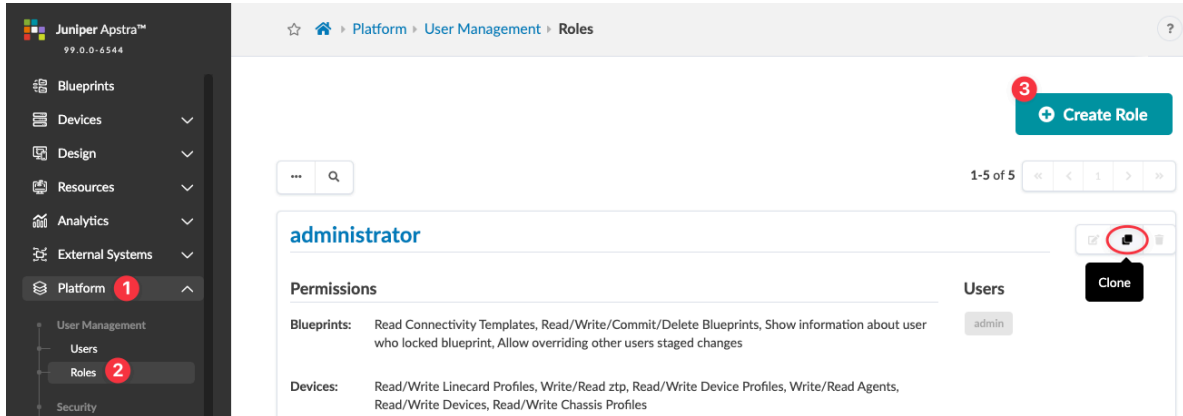 Juniper Apstra™
99.0.0-6544
Blueprints
Devices
Design
Resources
Analytics
External Systems
Platform 1
User Management
Users
Roles 2
Security
Platform › User Management › Roles
?
3
Create Role
1-5 of 5 « < 1 > »
administrator
Clone
Permissions
Users
Blueprints: Read Connectivity Templates, Read/Write/Commit/Delete Blueprints, Show information about user
who locked blueprint, Allow overriding other users staged changes
admin
Devices: Read/Write Linecard Profiles, Write/Read ztp, Read/Write Device Profiles, Write/Read Agents,
Read/Write Devices, Read/Write Chassis Profiles